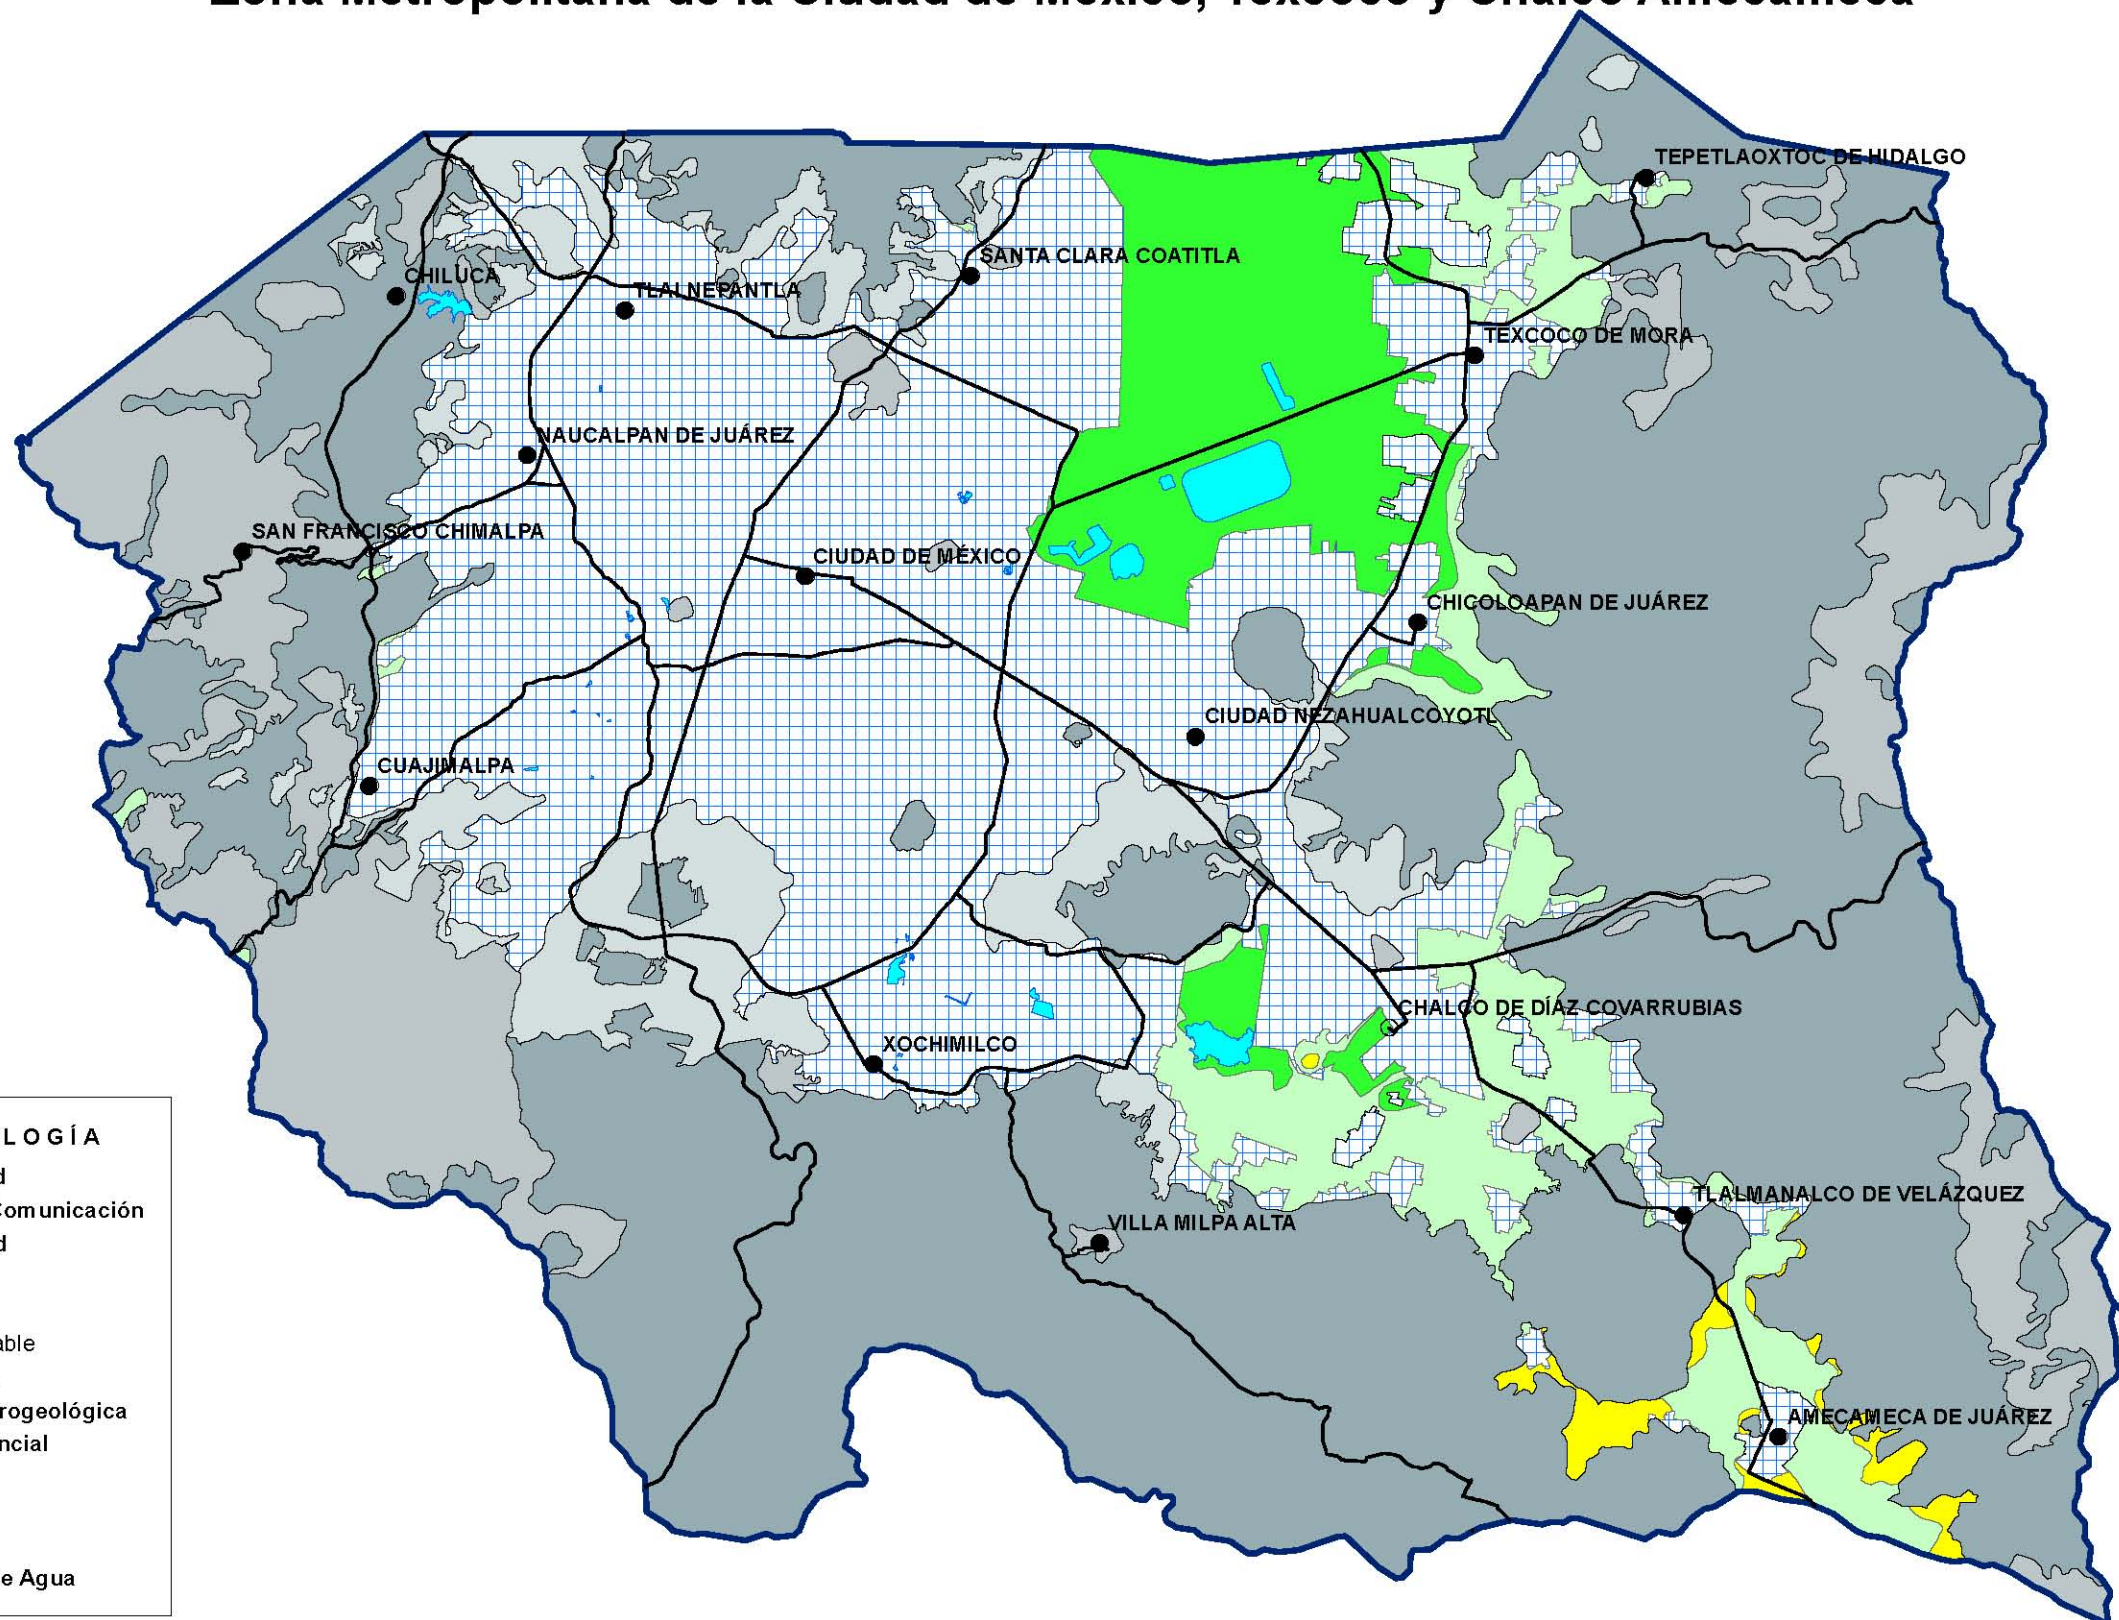 Zona Metropolitana de la Ciudad de México, Texcoco y Chalco Amecameca
TEPETLAOXTOC DE HIDALGO
SANTA CLARA COATITLA
CHILUCA
TLALNEPANTLA
TEXCOCO DE MORA
NAUCALPAN DE JUÁREZ
SAN FRANCISCO CHIMALPA
CIUDAD DE MÉXICO
CHICOLOAPAN DE JUÁREZ
CIUDAD NEZAHUALCÓYOTL
CUAJIMALPA
CHALCO DE DÍAZ COVARRUBIAS
XOCHIMILCO
TLALMANALCO DE VELÁZQUEZ
VILLA MILPA ALTA
AMECAMECA DE JUÁREZ
LOGÍA
d
Comunicación
d
able
rogeológica
ncial
e Agua